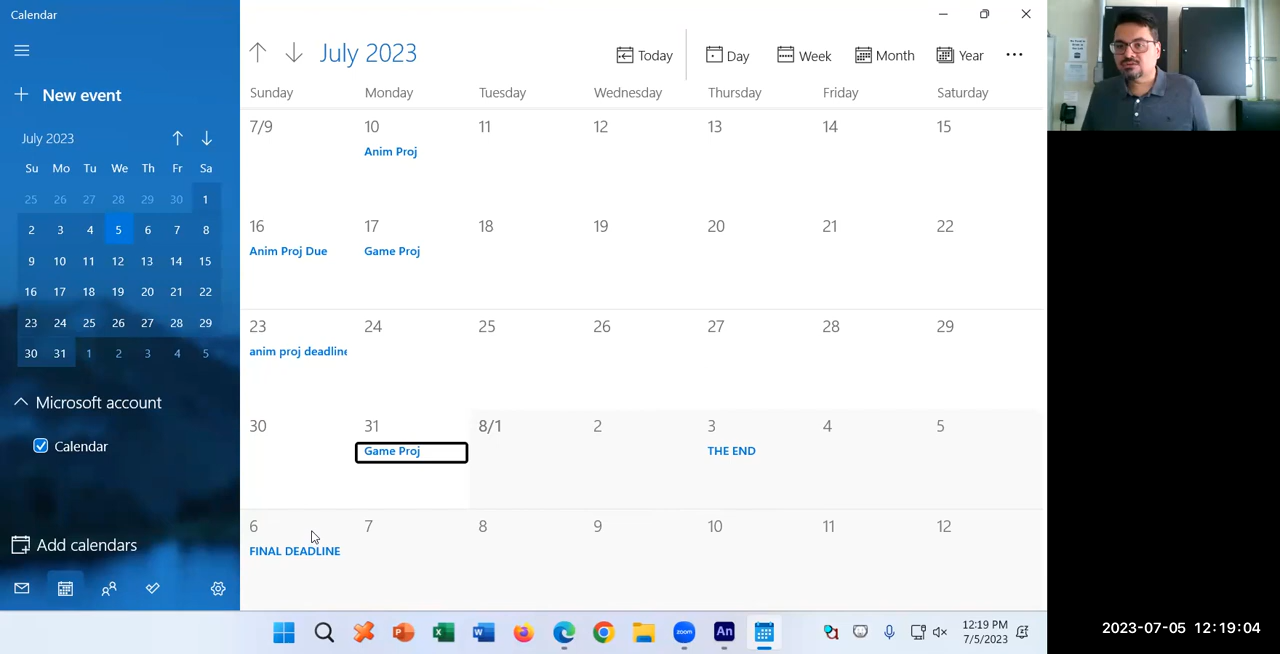 Calendar
New event
July 2023
Su Mo Tu We Th Fr Sa
25 26 27 28 29 30 1
2 3 4 5 6 7 8
9 10 11 12 13 14 15
16 17 18 19 20 21 22
23 24 25 26 27 28 29
30 31 1 2 3 4 5
Microsoft account
Calendar
Add calendars
July 2023
Today Day Week Month Year
Sunday Monday Tuesday Wednesday Thursday Friday Saturday
7/9 10 11 12 13 14 15
Anim Proj
16 17 18 19 20 21 22
Anim Proj Due Game Proj
23 24 25 26 27 28 29
anim proj deadline
30 31 8/1 2 3 4 5
Game Proj THE END
6 7 8 9 10 11 12
FINAL DEADLINE
zoom An
12:19 PM
7/5/2023
2023-07-05 12:19:04